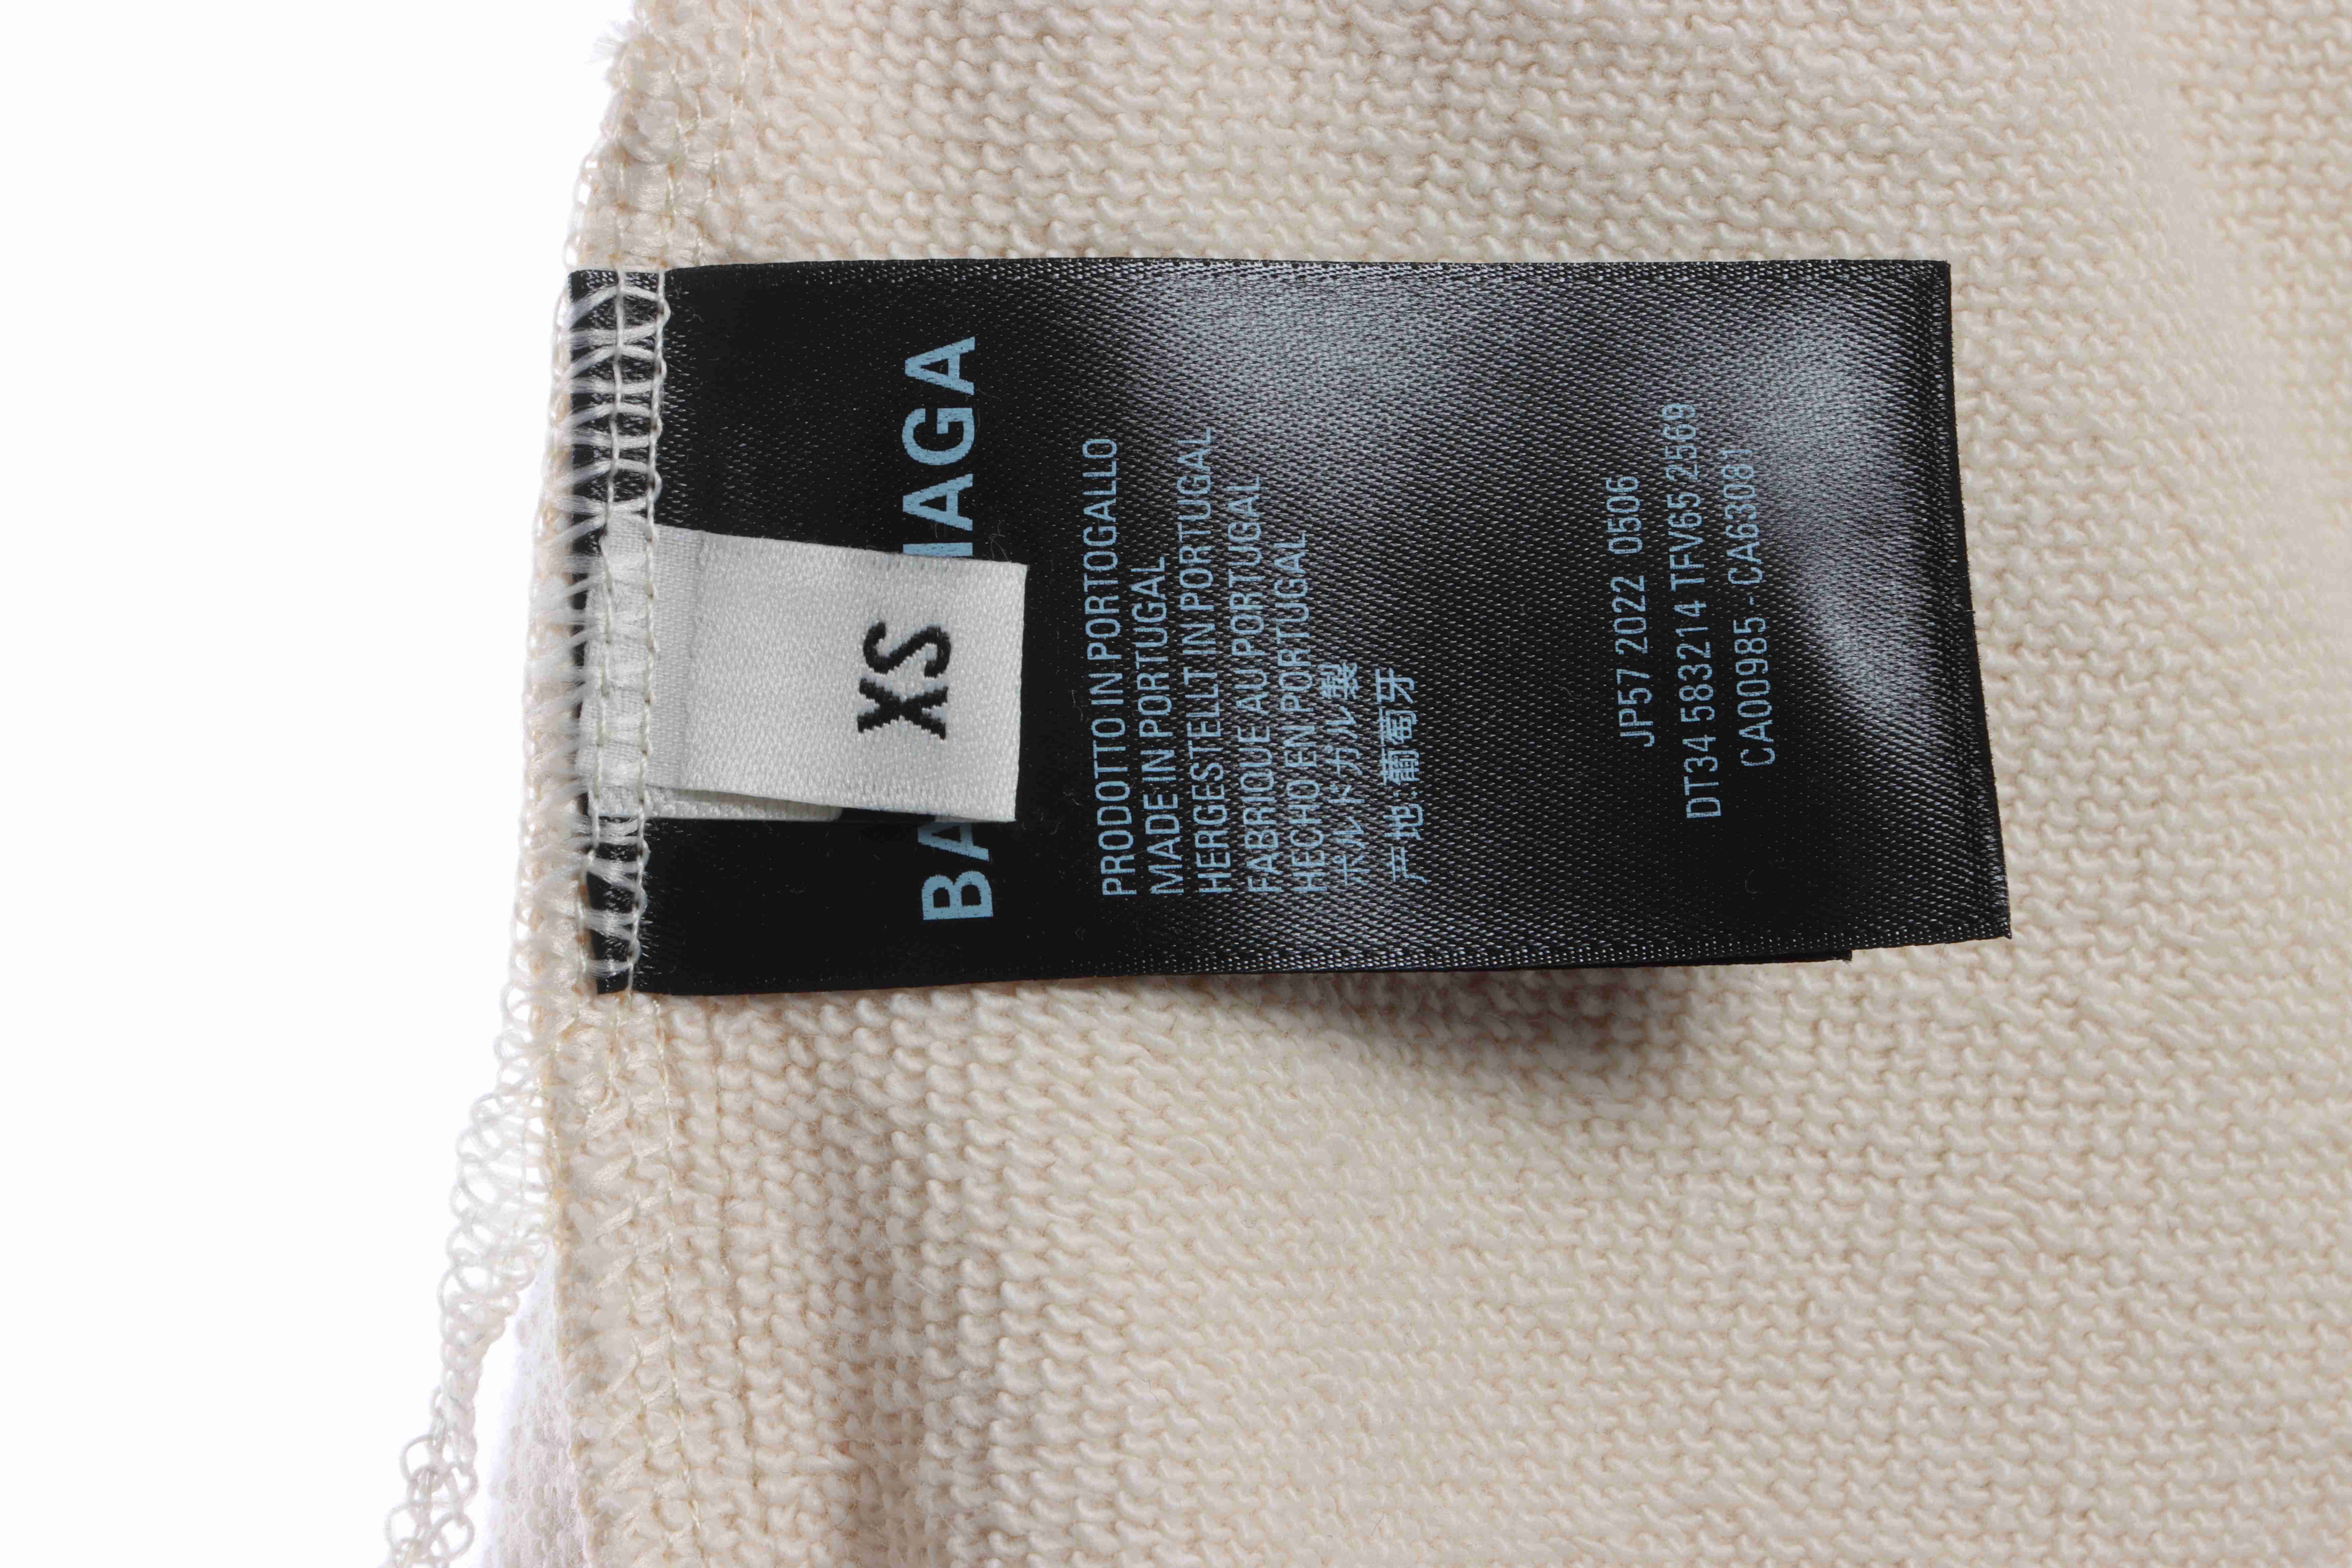 BA IAGA
XS
PRODOTTO IN PORTOGALLO
MADE IN PORTUGAL
HERGESTELLT IN PORTUGAL
FABRIQUE AU PORTUGAL
HECHO EN PORTUGAL
ポルトガル製
产地:葡萄牙
JP57 2022 0506
DT34 583214 TFV65 2569
CA00985 - CA63081